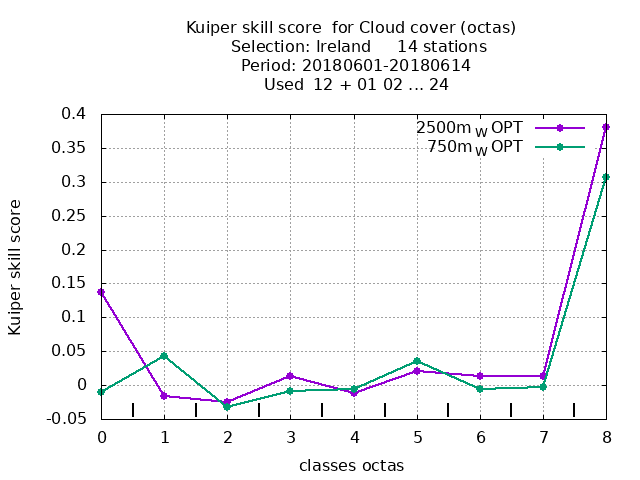 Kuiper skill score  for Cloud cover (octas)
Selection: Ireland     14 stations
Period: 20180601-20180614
Used  12 + 01 02 ... 24
2500m W OPT
750m W OPT
0.4
0.35
0.3
0.25
0.2
0.15
0.1
0.05
0
-0.05
Kuiper skill score
0 1 2 3 4 5 6 7 8
classes octas